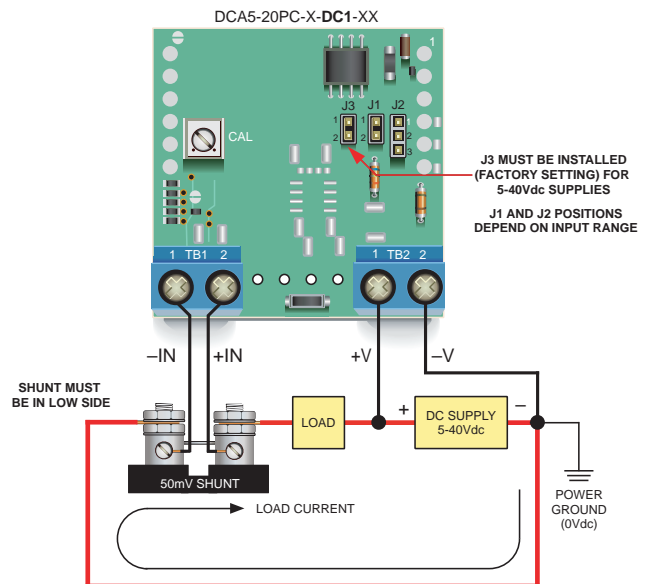 DCA5-20PC-X-DC1-XX
1
J3 J1 J2
1 1 1
2 2 2
3
CAL
J3 MUST BE INSTALLED
(FACTORY SETTING) FOR
5-40Vdc SUPPLIES
J1 AND J2 POSITIONS
DEPEND ON INPUT RANGE
1 TB1 2
1 TB2 2
–IN +IN
+V –V
SHUNT MUST
BE IN LOW SIDE
LOAD
+
DC SUPPLY
5-40Vdc
–
50mV SHUNT
LOAD CURRENT
POWER
GROUND
(0Vdc)